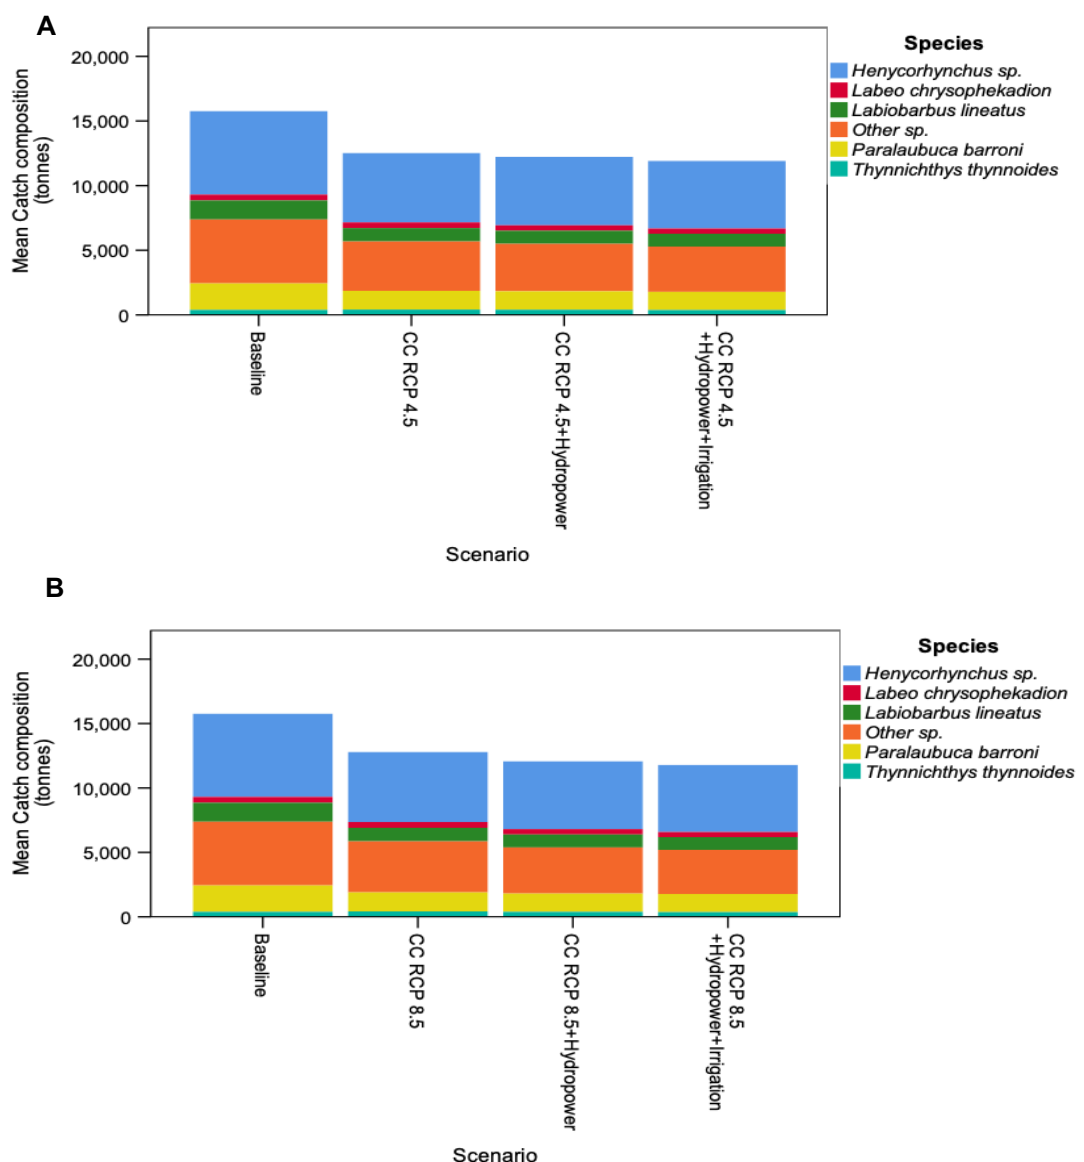 A
Mean Catch composition
(tonnes)
20,000
15,000
10,000
5,000
0
Baseline
CC RCP 4.5
CC RCP 4.5+Hydropower
CC RCP 4.5
+Hydropower+Irrigation
Scenario
Species
Henycorhynchus sp.
Labeo chrysophekadion
Labiobarbus lineatus
Other sp.
Paralaubuca barroni
Thynnichthys thynnoides
B
Mean Catch composition
(tonnes)
20,000
15,000
10,000
5,000
0
Baseline
CC RCP 8.5
CC RCP 8.5+Hydropower
CC RCP 8.5
+Hydropower+Irrigation
Scenario
Species
Henycorhynchus sp.
Labeo chrysophekadion
Labiobarbus lineatus
Other sp.
Paralaubuca barroni
Thynnichthys thynnoides